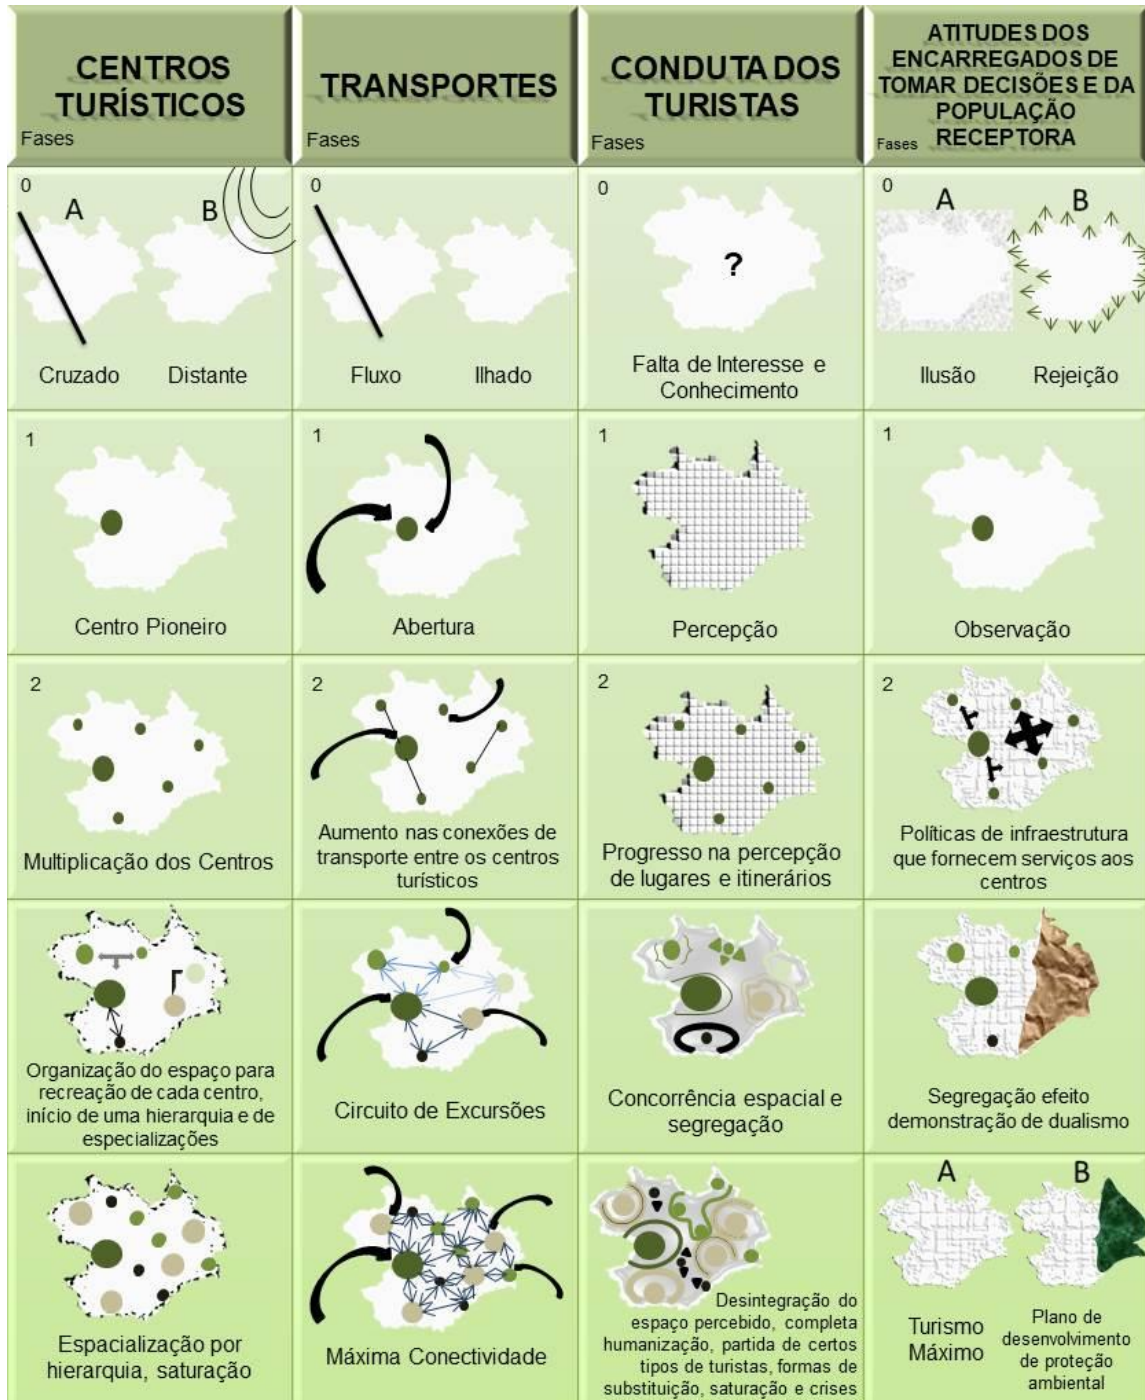 CENTROS
TURÍSTICOS
Fases
TRANSPORTES
Fases
CONDUTA DOS
TURISTAS
Fases
ATITUDES DOS
ENCARREGADOS DE
TOMAR DECISÕES E DA
POPULAÇÃO
Fases RECEPTORA
0
A
B
Cruzado
Distante
0
Fluxo
Ilhado
0
?
Falta de Interesse e
Conhecimento
0
A
B
Ilusão
Rejeição
1
Centro Pioneiro
1
Abertura
1
Percepção
1
Observação
2
Multiplicação dos Centros
2
Aumento nas conexões de
transporte entre os centros
turísticos
2
Progresso na percepção
de lugares e itinerários
2
Políticas de infraestrutura
que fornecem serviços aos
centros
Organização do espaço para
recreação de cada centro,
início de uma hierarquia e de
especializações
Circuito de Excursões
Concorrência espacial e
segregação
Segregação efeito
demonstração de dualismo
Espacialização por
hierarquia, saturação
Máxima Conectividade
Desintegração do
espaço percebido, completa
humanização, partida de certos
tipos de turistas, formas de
substituição, saturação e crises
A
B
Turismo
Máximo
Plano de
desenvolvimento
de proteção
ambiental